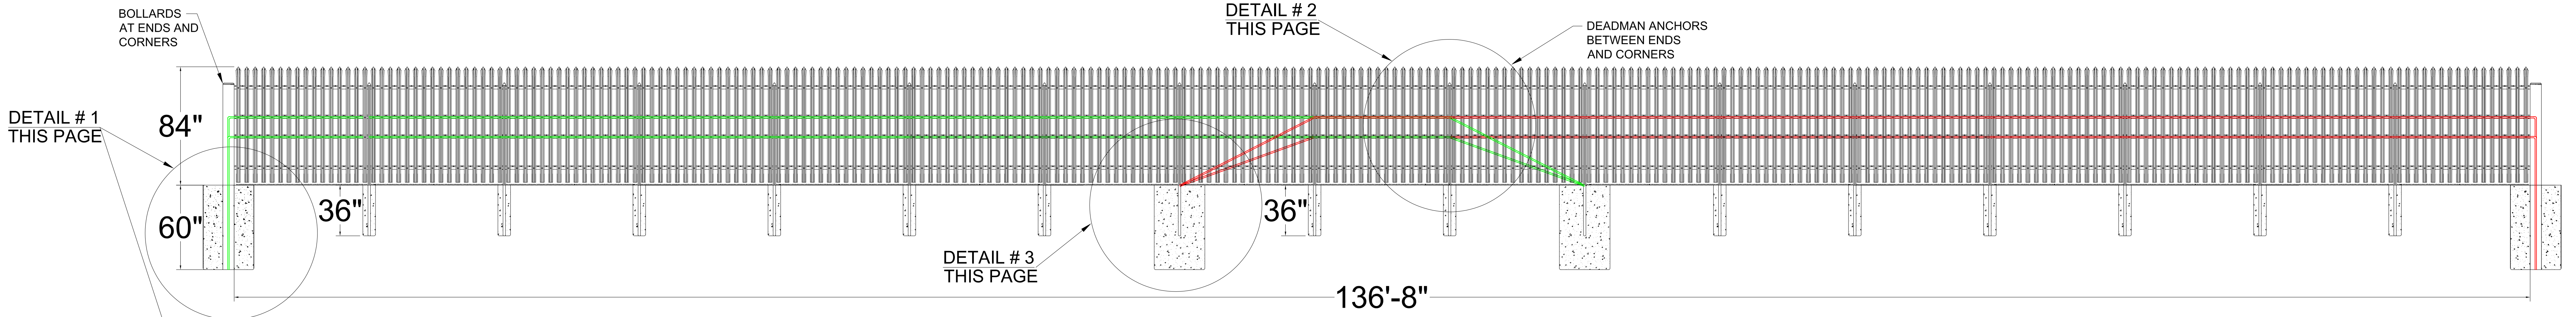 BOLLARDS
AT ENDS AND
CORNERS
DETAIL # 2
THIS PAGE
DEADMAN ANCHORS
BETWEEN ENDS
AND CORNERS
DETAIL # 1
THIS PAGE
84"
60"
36"
36"
DETAIL # 3
THIS PAGE
136'-8"